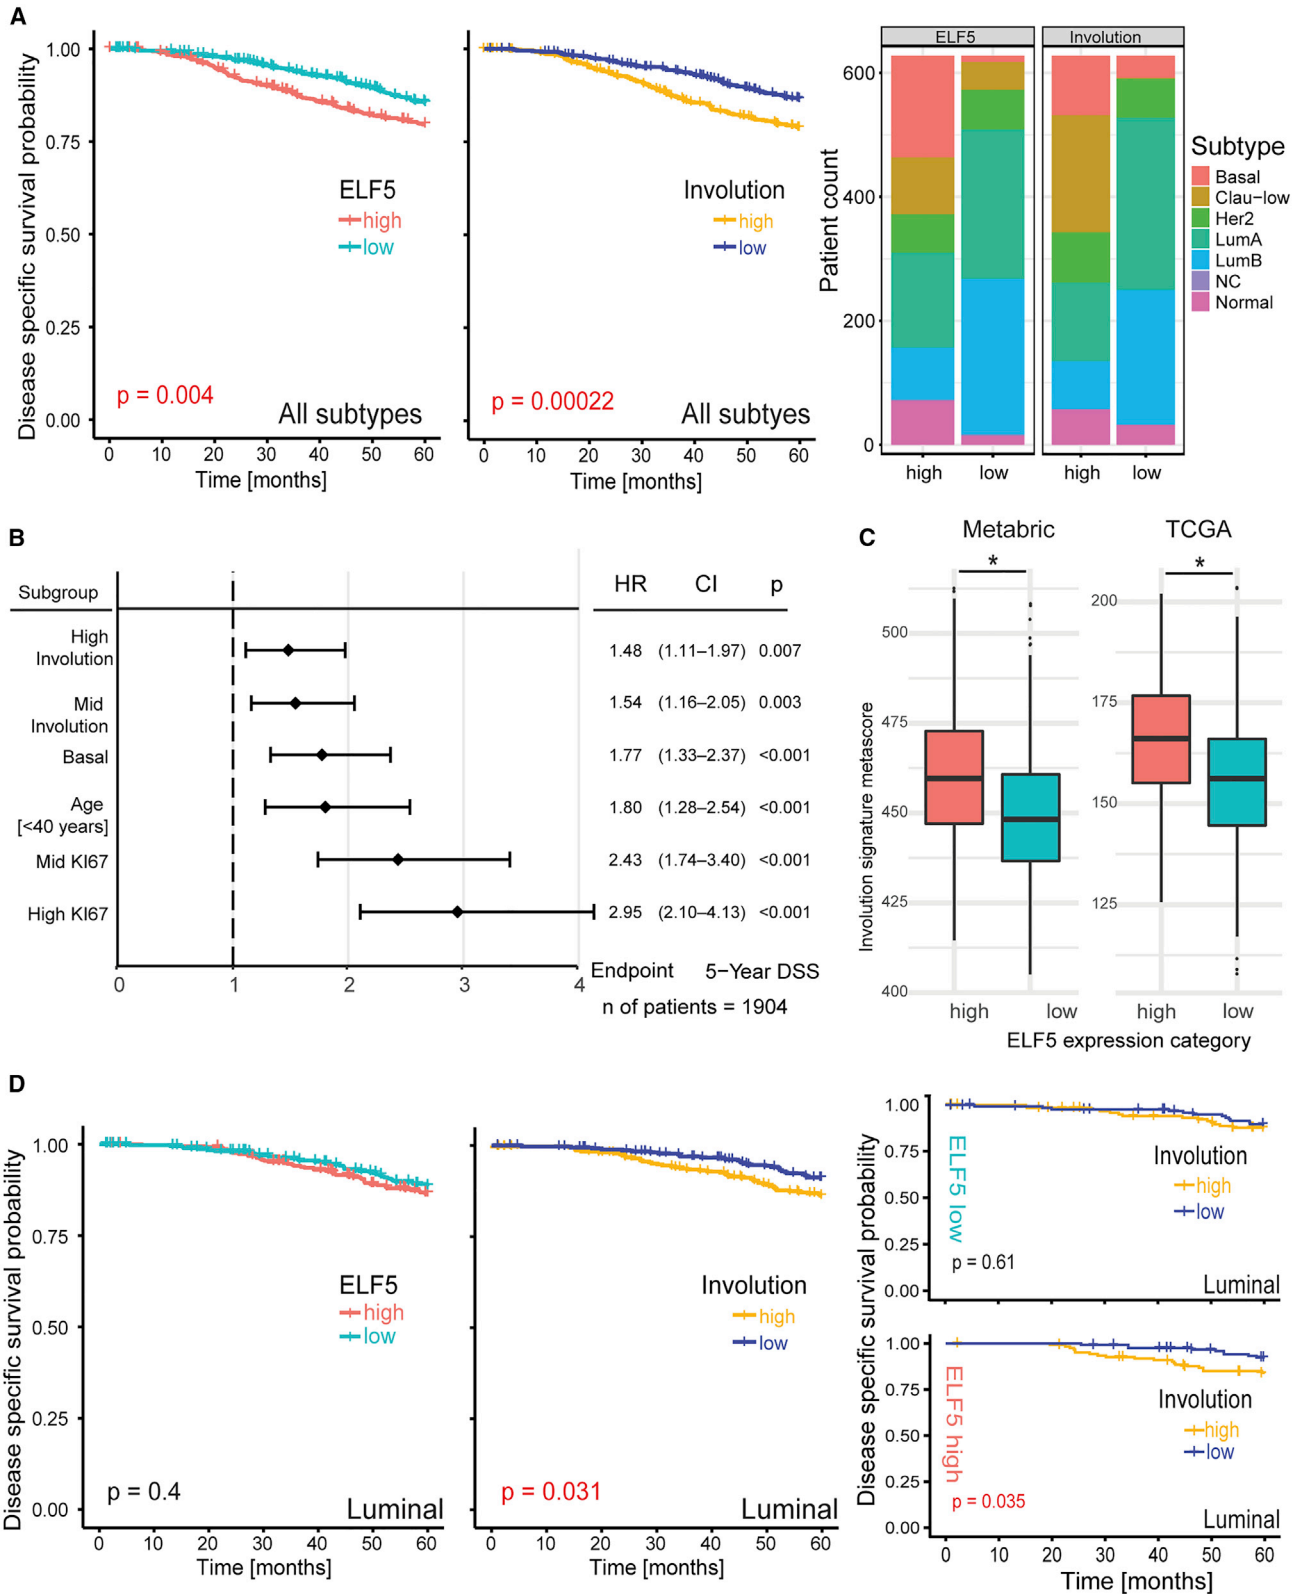 A
Disease specific survival probability
1.00
0.75
0.50
0.25
0.00
ELF5
high
low
p = 0.004
All subtypes
0 10 20 30 40 50 60
Time [months]
Involution
high
low
p = 0.00022
All subtyes
0 10 20 30 40 50 60
Time [months]
Patient count
600
400
200
0
ELF5
Involution
high low
high low
Subtype
Basal
Clau-low
Her2
LumA
LumB
NC
Normal
B
Subgroup HR CI p
High Involution 1.48 (1.11–1.97) 0.007
Mid Involution 1.54 (1.16–2.05) 0.003
Basal 1.77 (1.33–2.37) <0.001
Age [<40 years] 1.80 (1.28–2.54) <0.001
Mid KI67 2.43 (1.74–3.40) <0.001
High KI67 2.95 (2.10–4.13) <0.001
0 1 2 3 4
Endpoint 5-Year DSS
n of patients = 1904
C
Metabric
TCGA
*
*
Involution signature metascore
500
475
450
425
400
200
175
150
125
high low
high low
ELF5 expression category
D
Disease specific survival probability
1.00
0.75
0.50
0.25
0.00
ELF5
high
low
p = 0.4
Luminal
0 10 20 30 40 50 60
Time [months]
Involution
high
low
p = 0.031
Luminal
0 10 20 30 40 50 60
Time [months]
Disease specific survival probability
1.00
0.75
0.50
0.25
0.00
ELF5 low
Involution
high
low
p = 0.61
Luminal
1.00
0.75
0.50
0.25
0.00
ELF5 high
Involution
high
low
p = 0.035
Luminal
0 10 20 30 40 50 60
Time [months]